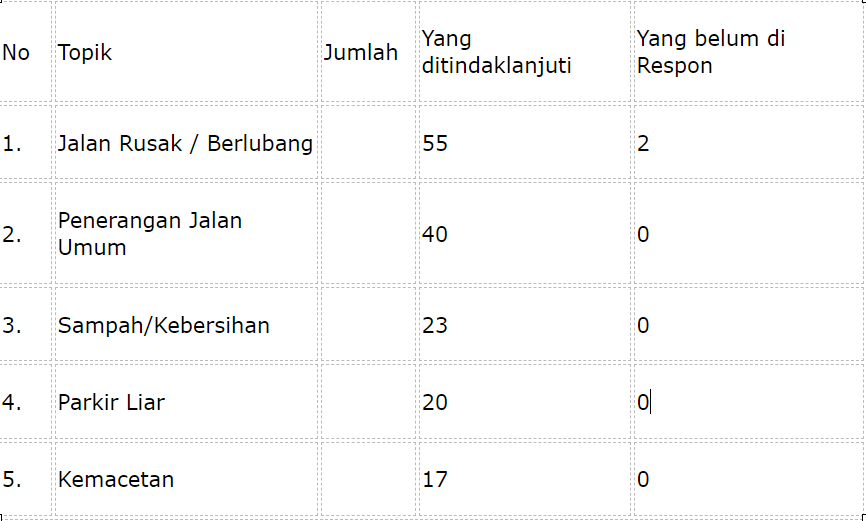 No Topik Jumlah Yang ditindaklanjuti Yang belum di Respon
1. Jalan Rusak / Berlubang 55 2
2. Penerangan Jalan Umum 40 0
3. Sampah/Kebersihan 23 0
4. Parkir Liar 20 0
5. Kemacetan 17 0